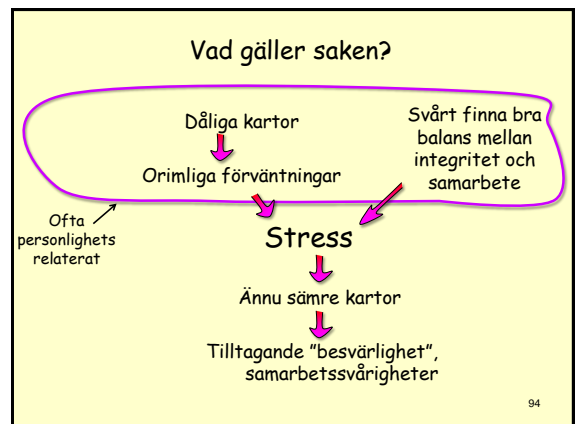 Vad gäller saken?
Dåliga kartor
Orimliga förväntningar
Svårt finna bra
balans mellan
integritet och
samarbete
Ofta
personlighets
relaterat
Stress
Ännu sämre kartor
Tilltagande "besvärlighet",
samarbetssvårigheter
94